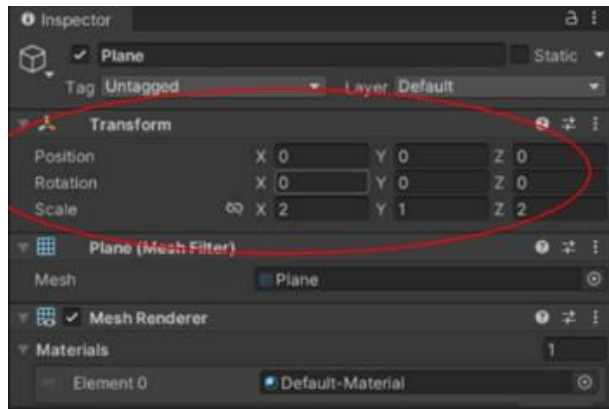 Inspector
Plane Static
Tag Untagged Layer Default
Transform
Position X 0 Y 0 Z 0
Rotation X 0 Y 0 Z 0
Scale X 2 Y 1 Z 2
Plane (Mesh Filter)
Mesh Plane
Mesh Renderer
Materials 1
Element 0 Default-Material